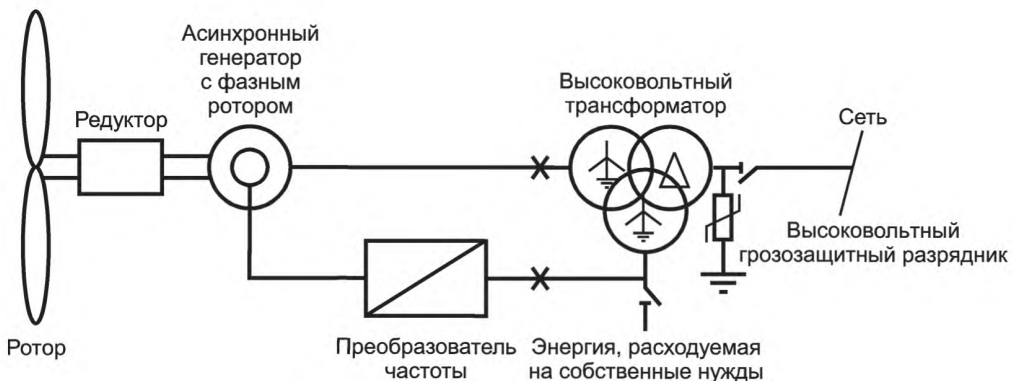 Асинхронный
генератор
с фазным
ротором
Редуктор
Высоковольтный
трансформатор
Сеть
Высоковольтный
грозозащитный разрядник
Ротор
Преобразователь
частоты
Энергия, расходуемая
на собственные нужды